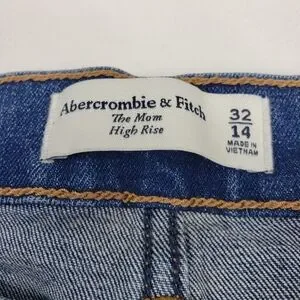 Abercrombie & Fitch
The Mom
High Rise
32
14
MADE IN
VIETNAM